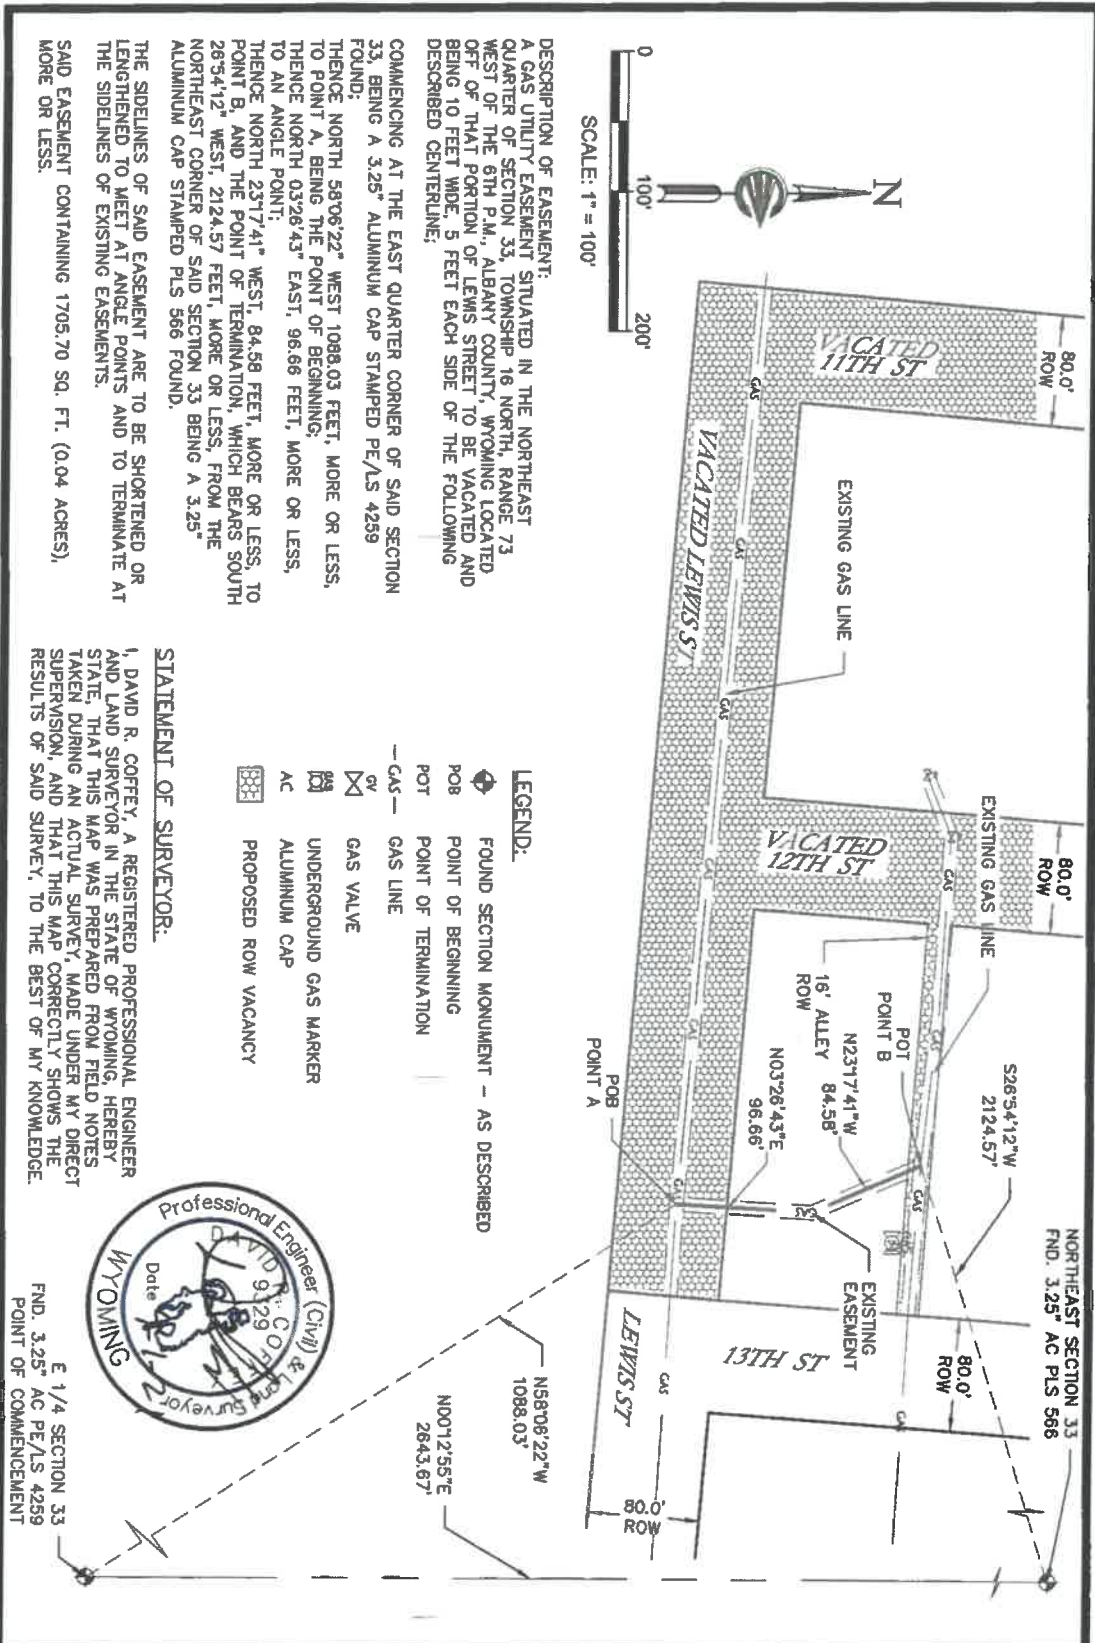 NORTHEAST SECTION 33
FND. 3.25" AC PLS 566
S26°54'12"W
2124.57'
80.0'
ROW
80.0'
ROW
80.0'
ROW
N
0
100'
200'
SCALE: 1" = 100'
VACATED
11TH ST
VACATED
12TH ST
13TH ST
EXISTING GAS LINE
EXISTING GAS LINE
POT
POINT B
16' ALLEY
ROW
N23°17'41"W
84.58'
N03°26'43"E
96.66'
EXISTING
EASEMENT
GAS
GAS
GAS
GAS
GAS
GAS
GAS
GAS
GAS
GAS
GAS
VACATED LEWIS ST
LEWIS ST
80.0'
ROW
POB
POINT A
N58°06'22"W
1088.03'
N00°12'55"E
2643.67'
E 1/4 SECTION 33
FND. 3.25" AC PE/LS 4259
POINT OF COMMENCEMENT
DESCRIPTION OF EASEMENT:
A GAS UTILITY EASEMENT SITUATED IN THE NORTHEAST
QUARTER OF SECTION 33, TOWNSHIP 16 NORTH, RANGE 73
WEST OF THE 6TH P.M., ALBANY COUNTY, WYOMING LOCATED
OFF OF THAT PORTION OF LEWIS STREET TO BE VACATED AND
BEING 10 FEET WIDE, 5 FEET EACH SIDE OF THE FOLLOWING
DESCRIBED CENTERLINE;
COMMENCING AT THE EAST QUARTER CORNER OF SAID SECTION
33, BEING A 3.25" ALUMINUM CAP STAMPED PE/LS 4259
FOUND;
THENCE NORTH 58°06'22" WEST 1088.03 FEET, MORE OR LESS,
TO POINT A, BEING THE POINT OF BEGINNING;
THENCE NORTH 03°26'43" EAST, 96.66 FEET, MORE OR LESS,
TO AN ANGLE POINT;
THENCE NORTH 23°17'41" WEST, 84.58 FEET, MORE OR LESS, TO
POINT B, AND THE POINT OF TERMINATION, WHICH BEARS SOUTH
26°54'12" WEST, 2124.57 FEET, MORE OR LESS, FROM THE
NORTHEAST CORNER OF SAID SECTION 33 BEING A 3.25"
ALUMINUM CAP STAMPED PLS 566 FOUND.
THE SIDELINES OF SAID EASEMENT ARE TO BE SHORTENED OR
LENGTHENED TO MEET AT ANGLE POINTS AND TO TERMINATE AT
THE SIDELINES OF EXISTING EASEMENTS.
SAID EASEMENT CONTAINING 1705.70 SQ. FT. (0.04 ACRES),
MORE OR LESS.
LEGEND:
FOUND SECTION MONUMENT - AS DESCRIBED
POB POINT OF BEGINNING
POT POINT OF TERMINATION
GAS GAS LINE
GV GAS VALVE
GAS UNDERGROUND GAS MARKER
AC ALUMINUM CAP
PROPOSED ROW VACANCY
STATEMENT OF SURVEYOR:
I, DAVID R. COFFEY, A REGISTERED PROFESSIONAL ENGINEER
AND LAND SURVEYOR IN THE STATE OF WYOMING, HEREBY
STATE, THAT THIS MAP WAS PREPARED FROM FIELD NOTES
TAKEN DURING AN ACTUAL SURVEY, MADE UNDER MY DIRECT
SUPERVISION, AND THAT THIS MAP CORRECTLY SHOWS THE
RESULTS OF SAID SURVEY, TO THE BEST OF MY KNOWLEDGE.
Professional Engineer (Civil) & Land Surveyor
DAVID R. COFFEY
9129
Date
WYOMING